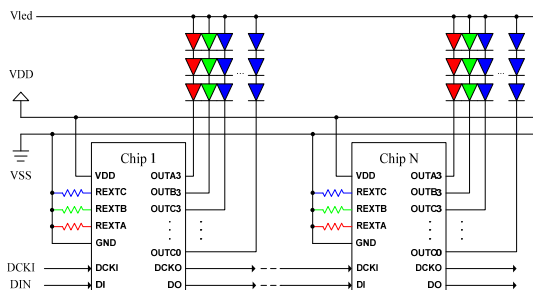 Vled
VDD
VSS
Chip 1
Chip N
VDD OUTA3
REXTC OUTB3
REXTB OUTC3
REXTA
GND
OUTC0
DCKI DCKI DCKO
DIN DI DO
VDD OUTA3
REXTC OUTB3
REXTB OUTC3
REXTA
GND
OUTC0
DCKI DCKO
DI DO